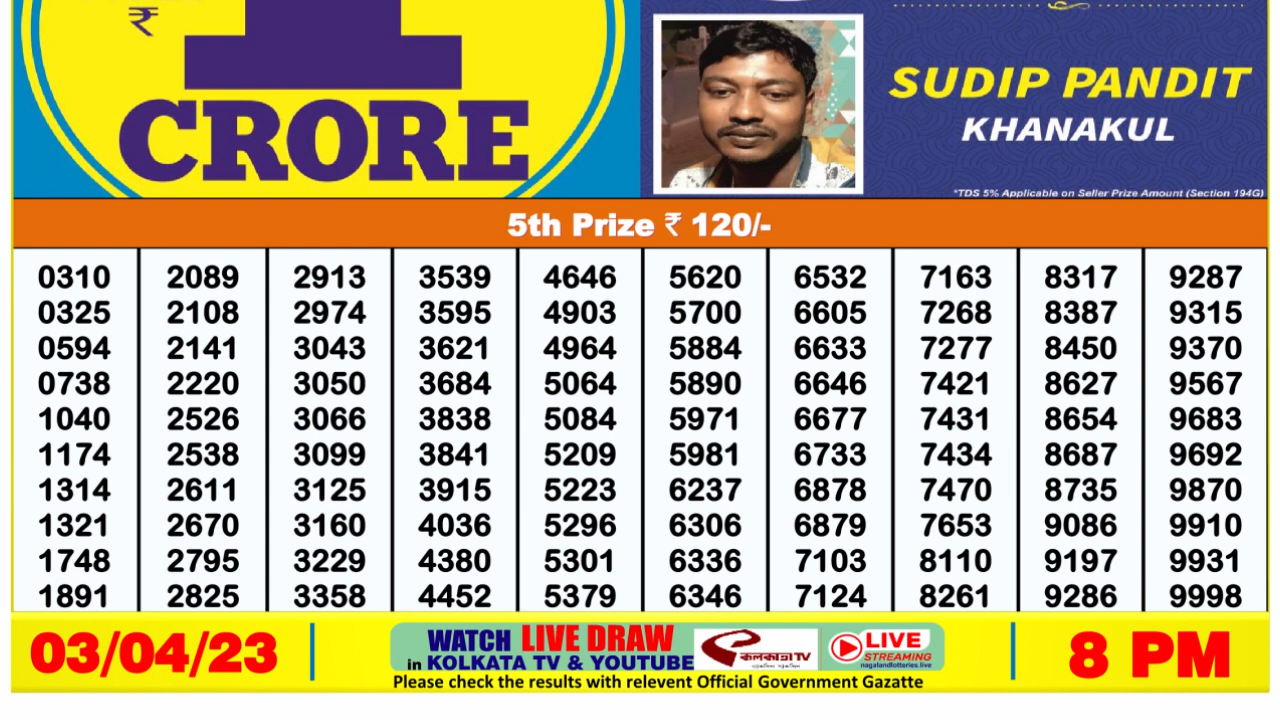 ₹
1
CRORE
SUDIP PANDIT
KHANAKUL
*TDS 5% Applicable on Seller Prize Amount (Section 194G)
5th Prize ₹ 120/-
0310 2089 2913 3539 4646 5620 6532 7163 8317 9287
0325 2108 2974 3595 4903 5700 6605 7268 8387 9315
0594 2141 3043 3621 4964 5884 6633 7277 8450 9370
0738 2220 3050 3684 5064 5890 6646 7421 8627 9567
1040 2526 3066 3838 5084 5971 6677 7431 8654 9683
1174 2538 3099 3841 5209 5981 6733 7434 8687 9692
1314 2611 3125 3915 5223 6237 6878 7470 8735 9870
1321 2670 3160 4036 5296 6306 6879 7653 9086 9910
1748 2795 3229 4380 5301 6336 7103 8110 9197 9931
1891 2825 3358 4452 5379 6346 7124 8261 9286 9998
03/04/23
WATCH LIVE DRAW
in KOLKATA TV & YOUTUBE
কলকাতা TV
LIVE
STREAMING
nagalandlotteries.live
8 PM
Please check the results with relevent Official Government Gazatte